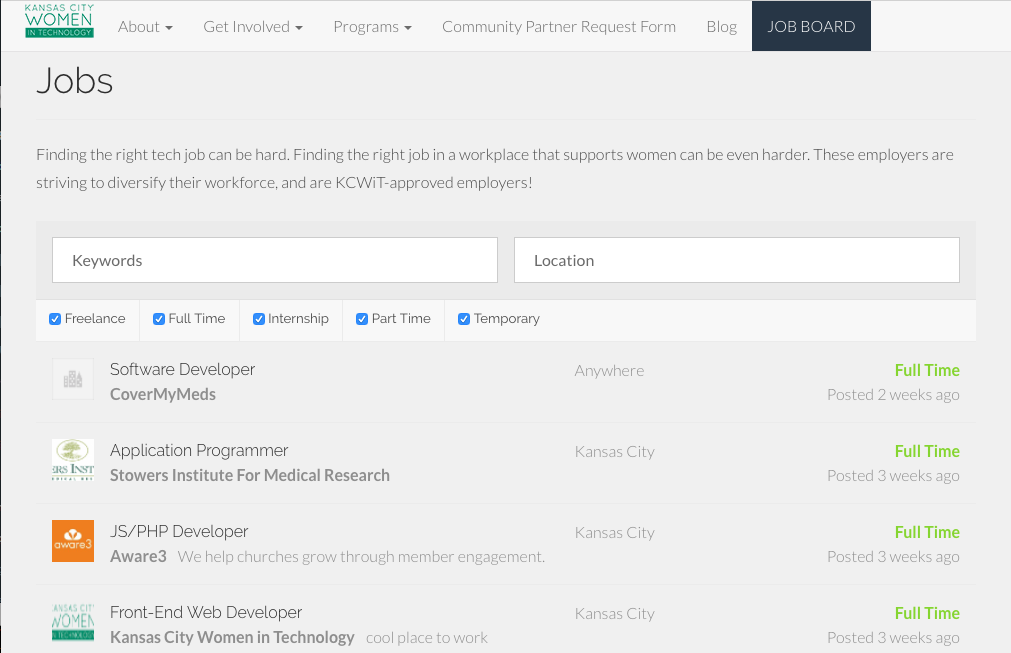 KANSAS CITY
WOMEN
IN TECHNOLOGY
About Get Involved Programs Community Partner Request Form Blog JOB BOARD
Jobs
Finding the right tech job can be hard. Finding the right job in a workplace that supports women can be even harder. These employers are
striving to diversify their workforce, and are KCWiT-approved employers!
Keywords Location
Freelance Full Time Internship Part Time Temporary
Software Developer Anywhere Full Time
CoverMyMeds Posted 2 weeks ago
Application Programmer Kansas City Full Time
Stowers Institute For Medical Research Posted 3 weeks ago
ERS INST
JS/PHP Developer Kansas City Full Time
aware3
Aware3 We help churches grow through member engagement. Posted 3 weeks ago
KANSAS CITY
WOMEN
IN TECHNOLOGY
Front-End Web Developer Kansas City Full Time
Kansas City Women in Technology cool place to work Posted 3 weeks ago